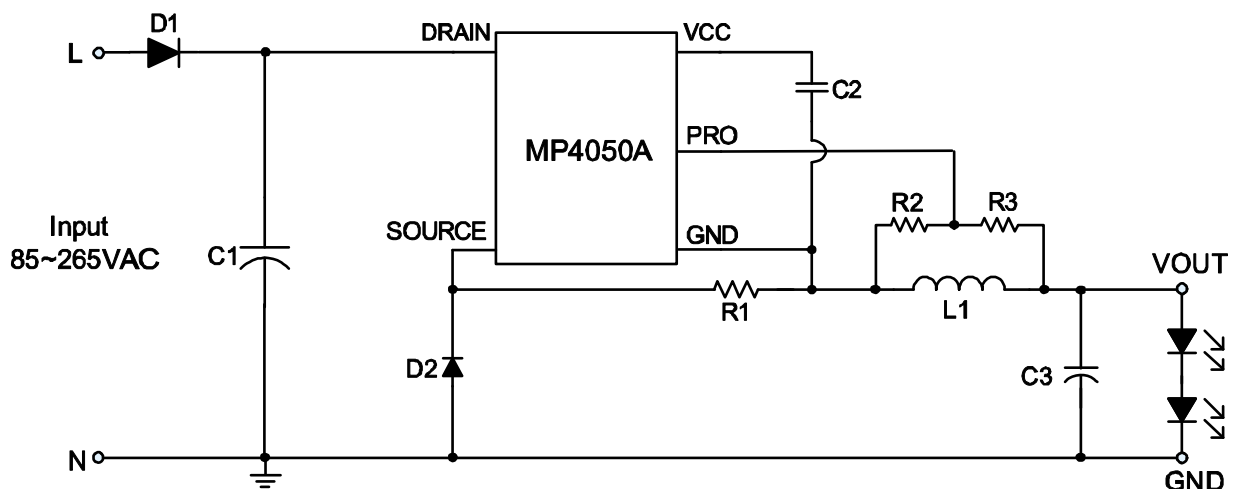 D1
L
DRAIN
VCC
C2
MP4050A
PRO
R2
R3
Input
85~265VAC
C1
SOURCE
GND
VOUT
R1
L1
D2
C3
N
GND